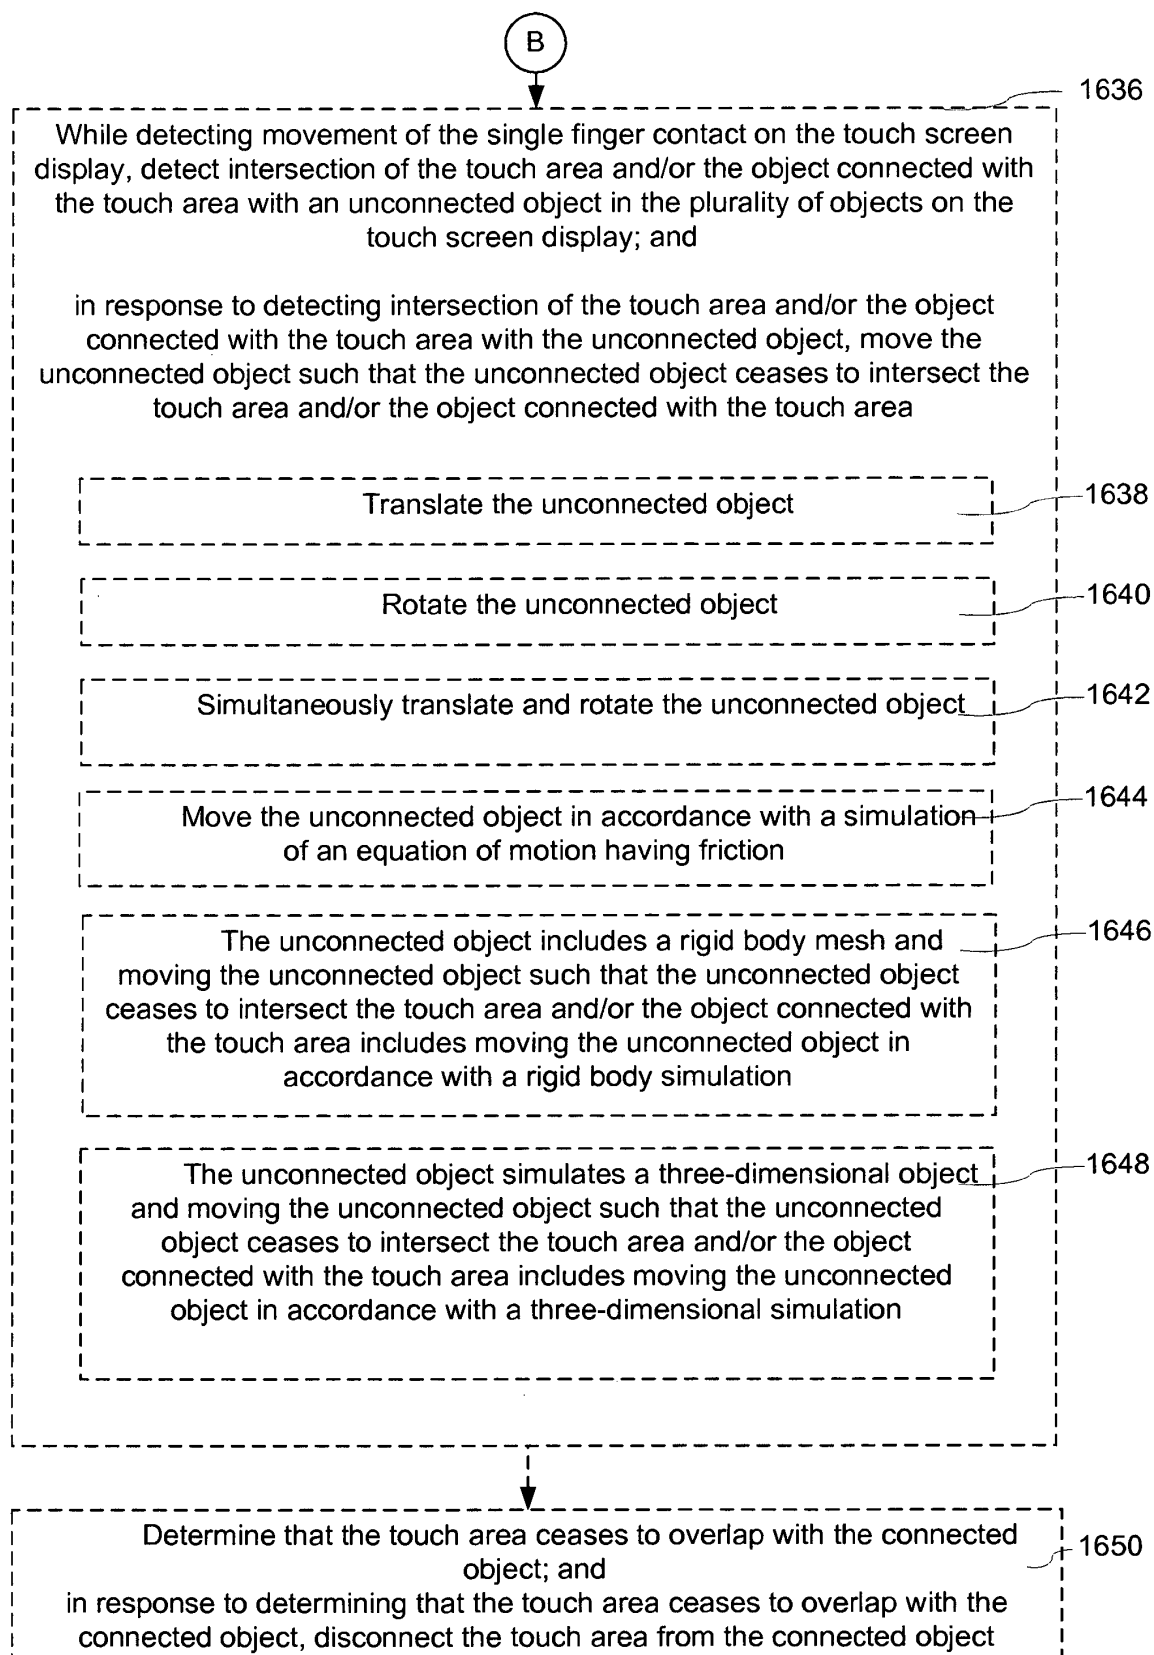 B
1636
While detecting movement of the single finger contact on the touch screen
display, detect intersection of the touch area and/or the object connected with
the touch area with an unconnected object in the plurality of objects on the
touch screen display; and
in response to detecting intersection of the touch area and/or the object
connected with the touch area with the unconnected object, move the
unconnected object such that the unconnected object ceases to intersect the
touch area and/or the object connected with the touch area
Translate the unconnected object
1638
Rotate the unconnected object
1640
Simultaneously translate and rotate the unconnected object
1642
Move the unconnected object in accordance with a simulation
of an equation of motion having friction
1644
The unconnected object includes a rigid body mesh and
moving the unconnected object such that the unconnected object
ceases to intersect the touch area and/or the object connected with
the touch area includes moving the unconnected object in
accordance with a rigid body simulation
1646
The unconnected object simulates a three-dimensional object
and moving the unconnected object such that the unconnected
object ceases to intersect the touch area and/or the object
connected with the touch area includes moving the unconnected
object in accordance with a three-dimensional simulation
1648
Determine that the touch area ceases to overlap with the connected
object; and
in response to determining that the touch area ceases to overlap with the
connected object, disconnect the touch area from the connected object
1650